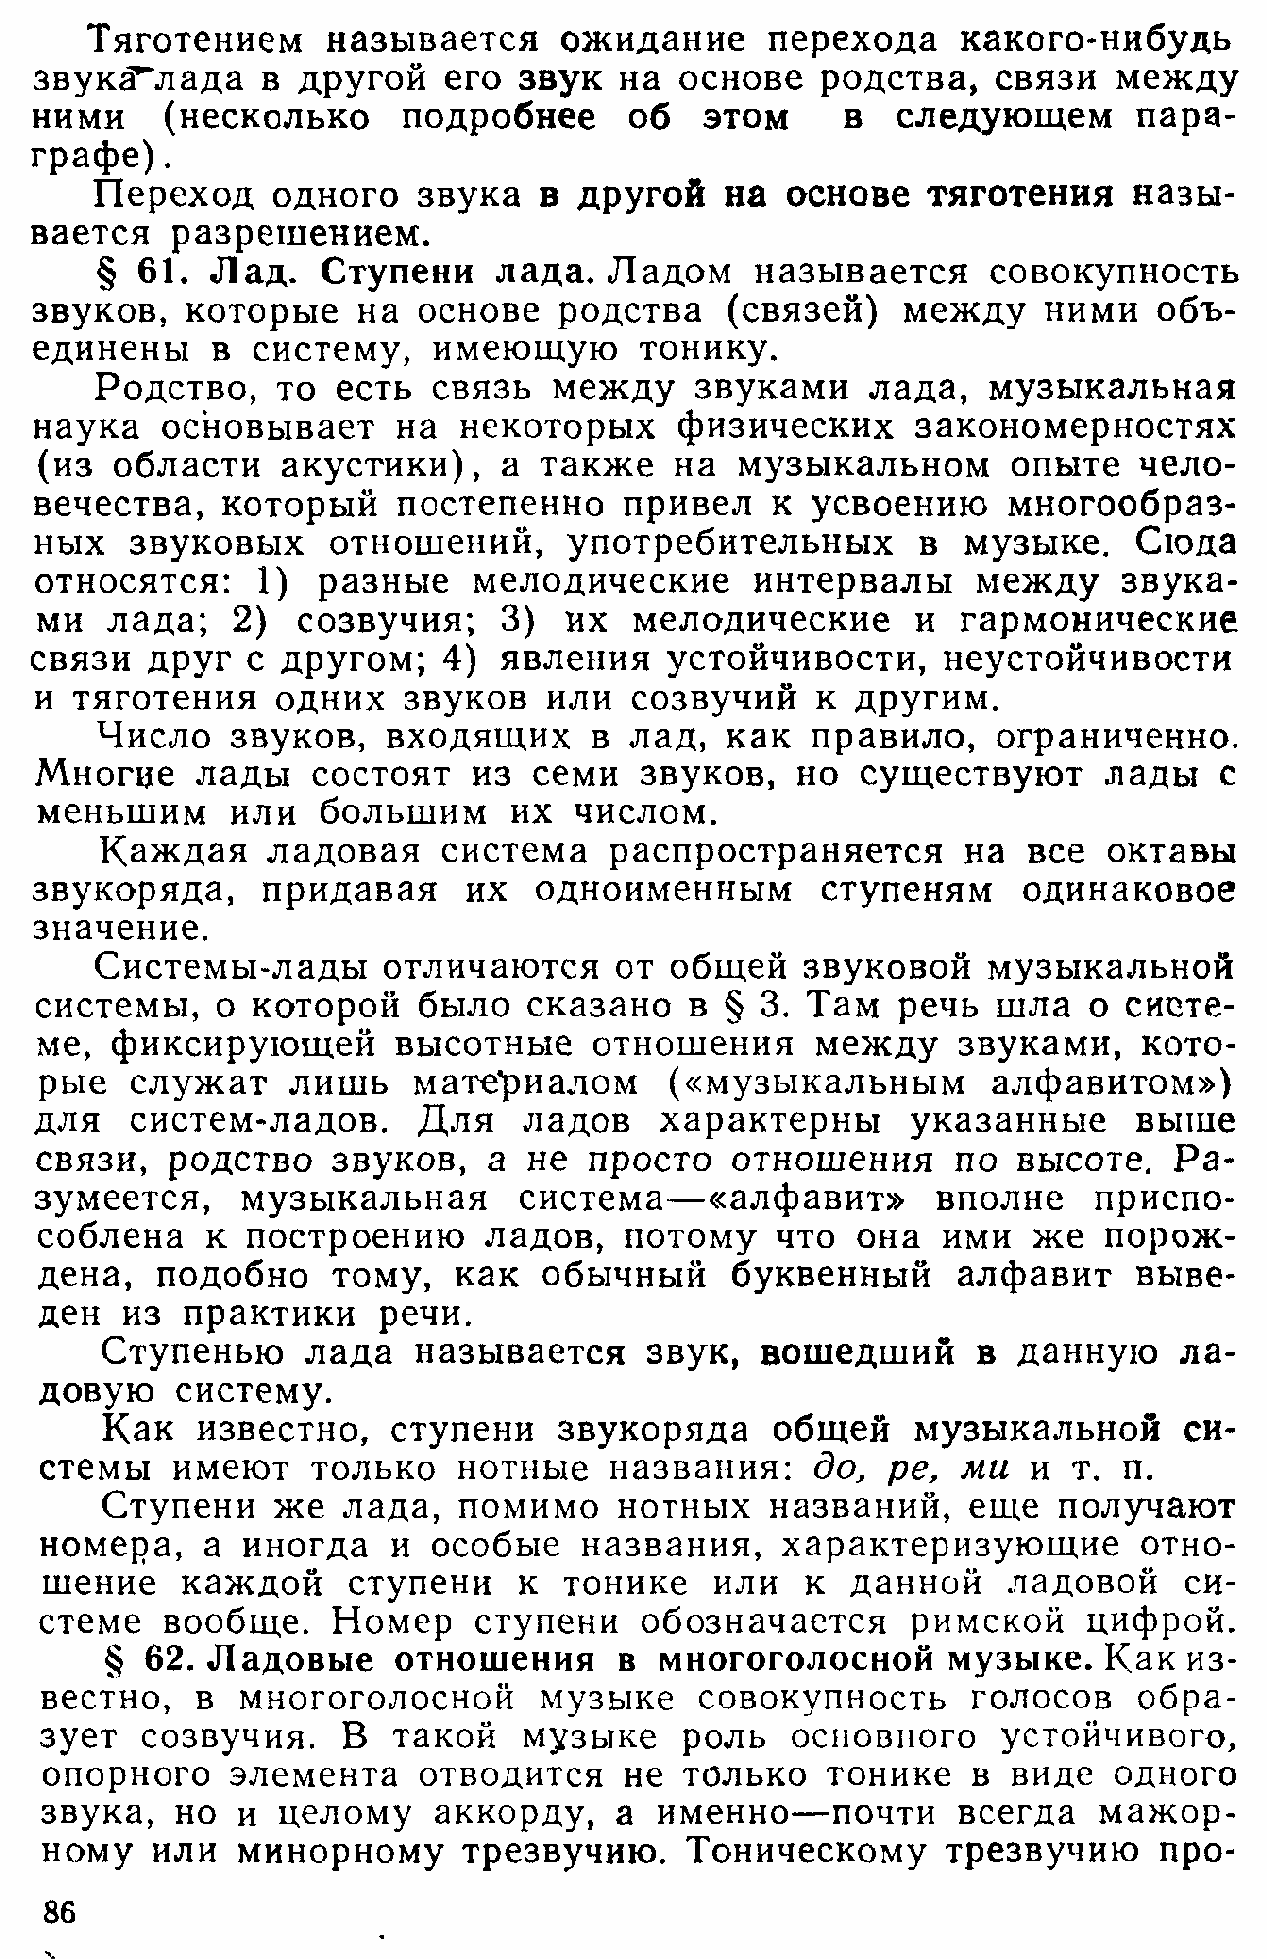 Тяготением называется ожидание перехода какого-нибудь
звука лада в другой его звук на основе родства, связи между
ними (несколько подробнее об этом в следующем пара-
графе).
Переход одного звука в другой на основе тяготения назы-
вается разрешением.
§ 61. Лад. Ступени лада. Ладом называется совокупность
звуков, которые на основе родства (связей) между ними объ-
единены в систему, имеющую тонику.
Родство, то есть связь между звуками лада, музыкальная
наука основывает на некоторых физических закономерностях
(из области акустики), а также на музыкальном опыте чело-
вечества, который постепенно привел к усвоению многообраз-
ных звуковых отношений, употребительных в музыке. Сюда
относятся: 1) разные мелодические интервалы между звука-
ми лада; 2) созвучия; 3) их мелодические и гармонические
связи друг с другом; 4) явления устойчивости, неустойчивости
и тяготения одних звуков или созвучий к другим.
Число звуков, входящих в лад, как правило, ограниченно.
Многие лады состоят из семи звуков, но существуют лады с
меньшим или большим их числом.
Каждая ладовая система распространяется на все октавы
звукоряда, придавая их одноименным ступеням одинаковое
значение.
Системы-лады отличаются от общей звуковой музыкальной
системы, о которой было сказано в § 3. Там речь шла о систе-
ме, фиксирующей высотные отношения между звуками, кото-
рые служат лишь материалом («музыкальным алфавитом»)
для систем-ладов. Для ладов характерны указанные выше
связи, родство звуков, а не просто отношения по высоте. Ра-
зумеется, музыкальная система—«алфавит» вполне приспо-
соблена к построению ладов, потому что она ими же порож-
дена, подобно тому, как обычный буквенный алфавит выве-
ден из практики речи.
Ступенью лада называется звук, вошедший в данную ла-
довую систему.
Как известно, ступени звукоряда общей музыкальной си-
стемы имеют только нотные названия: до, ре, ми и т. п.
Ступени же лада, помимо нотных названий, еще получают
номера, а иногда и особые названия, характеризующие отно-
шение каждой ступени к тонике или к данной ладовой си-
стеме вообще. Номер ступени обозначается римской цифрой.
§ 62. Ладовые отношения в многоголосной музыке. Как из-
вестно, в многоголосной музыке совокупность голосов обра-
зует созвучия. В такой музыке роль основного устойчивого,
опорного элемента отводится не только тонике в виде одного
звука, но и целому аккорду, а именно—почти всегда мажор-
ному или минорному трезвучию. Тоническому трезвучию про-
86